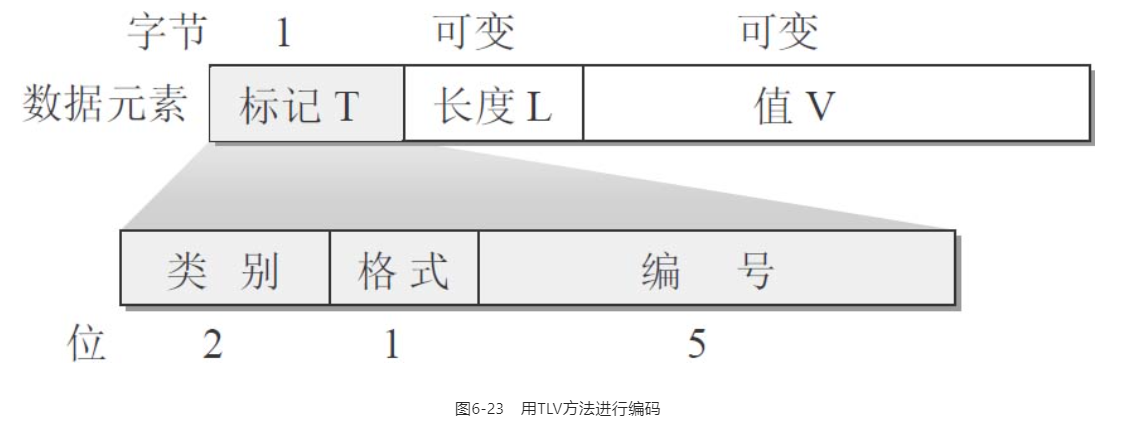 字节 1 可变 可变
数据元素 标记 T 长度 L 值 V
类 别 格 式 编 号
位 2 1 5
图6-23 用TLV方法进行编码